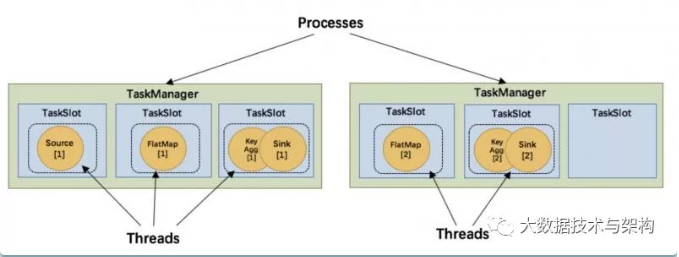 Processes
TaskManager
TaskSlot
Source
[1]
TaskSlot
FlatMap
[1]
TaskSlot
Key
Agg
[1]
Sink
[1]
TaskManager
TaskSlot
FlatMap
[2]
TaskSlot
Key
Agg
[2]
Sink
[2]
TaskSlot
Threads
Threads
大数据技术与架构